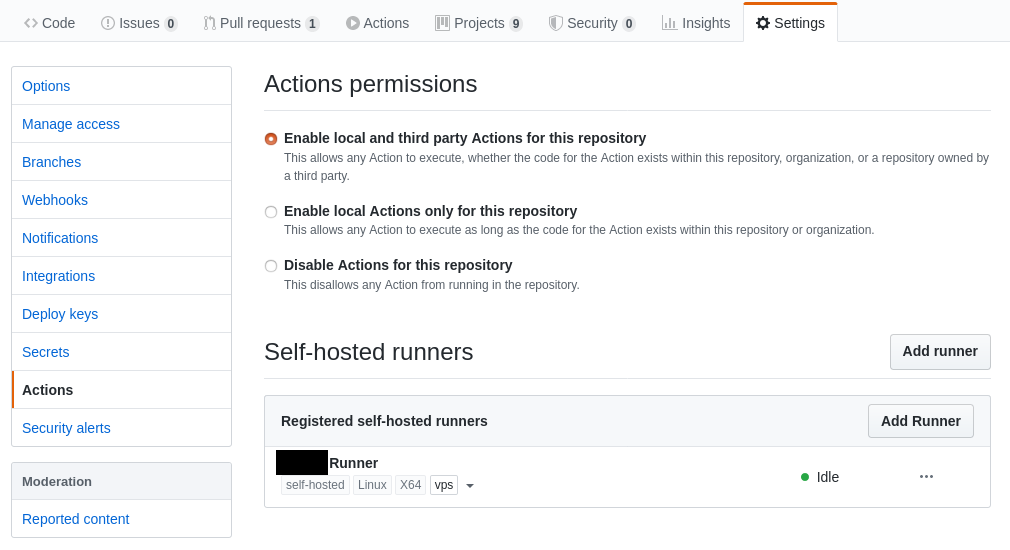 Code Issues 0 Pull requests 1 Actions Projects 9 Security 0 Insights Settings
Options
Manage access
Branches
Webhooks
Notifications
Integrations
Deploy keys
Secrets
Actions
Security alerts
Moderation
Reported content
Actions permissions
Enable local and third party Actions for this repository
This allows any Action to execute, whether the code for the Action exists within this repository, organization, or a repository owned by
a third party.
Enable local Actions only for this repository
This allows any Action to execute as long as the code for the Action exists within this repository or organization.
Disable Actions for this repository
This disallows any Action from running in the repository.
Self-hosted runners
Add runner
Registered self-hosted runners
Add Runner
Runner
self-hosted Linux X64 vps
Idle